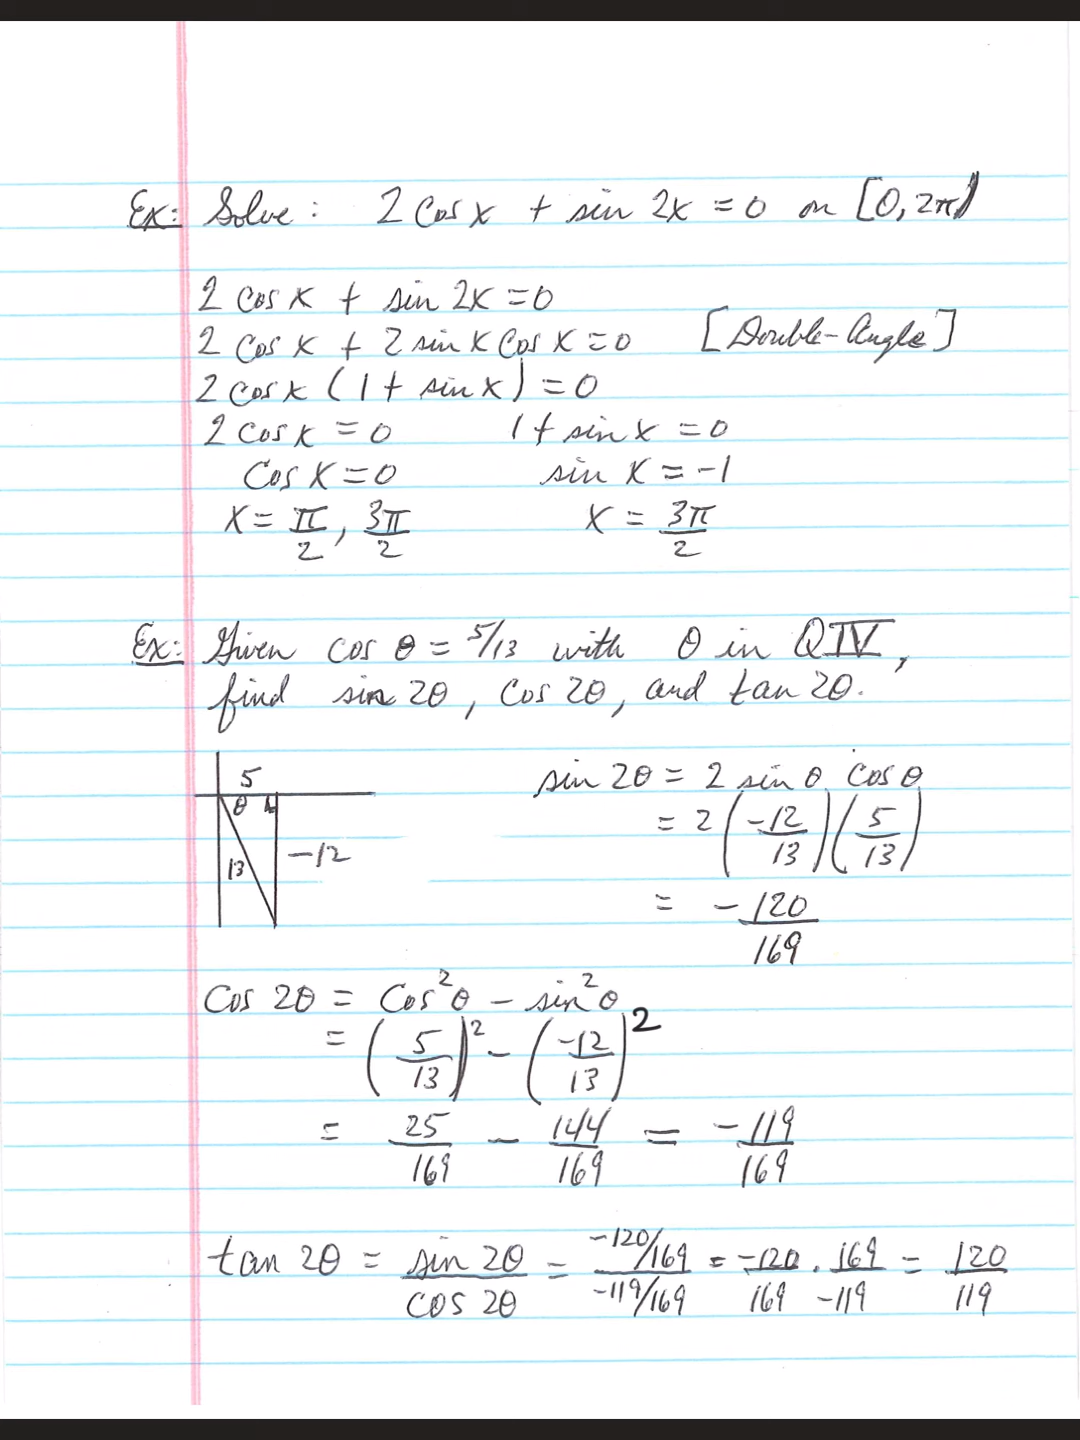 Ex: Solve: 2 cos x + sin 2x = 0 on [0, 2π)
2 cos x + sin 2x = 0
2 cos x + 2 sin x cos x = 0 [Double-Angle]
2 cos x (1 + sin x) = 0
2 cos x = 0 1 + sin x = 0
cos x = 0 sin x = -1
x = π/2, 3π/2 x = 3π/2
Ex: Given cos θ = 5/13 with θ in QIV,
find sin 2θ, cos 2θ, and tan 2θ.
5
θ
13
-12
sin 2θ = 2 sin θ cos θ
= 2 (-12/13)(5/13)
= -120/169
cos 2θ = cos²θ - sin²θ
= (5/13)² - (-12/13)²
= 25/169 - 144/169 = -119/169
tan 2θ = sin 2θ/cos 2θ = (-120/169)/(-119/169) = -120/169 · 169/-119 = 120/119